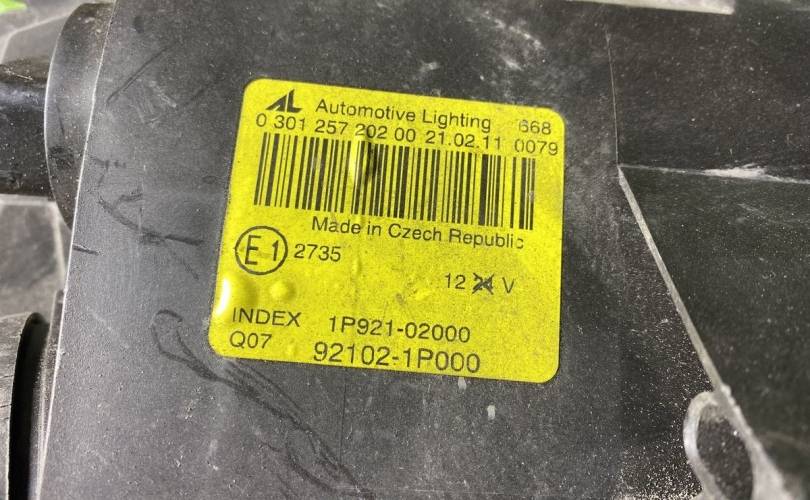 AL Automotive Lighting 668
0 301 257 202 00 21.02.11 0079
Made in Czech Republic
E1 2735
12 24 V
INDEX 1P921-02000
Q07 92102-1P000